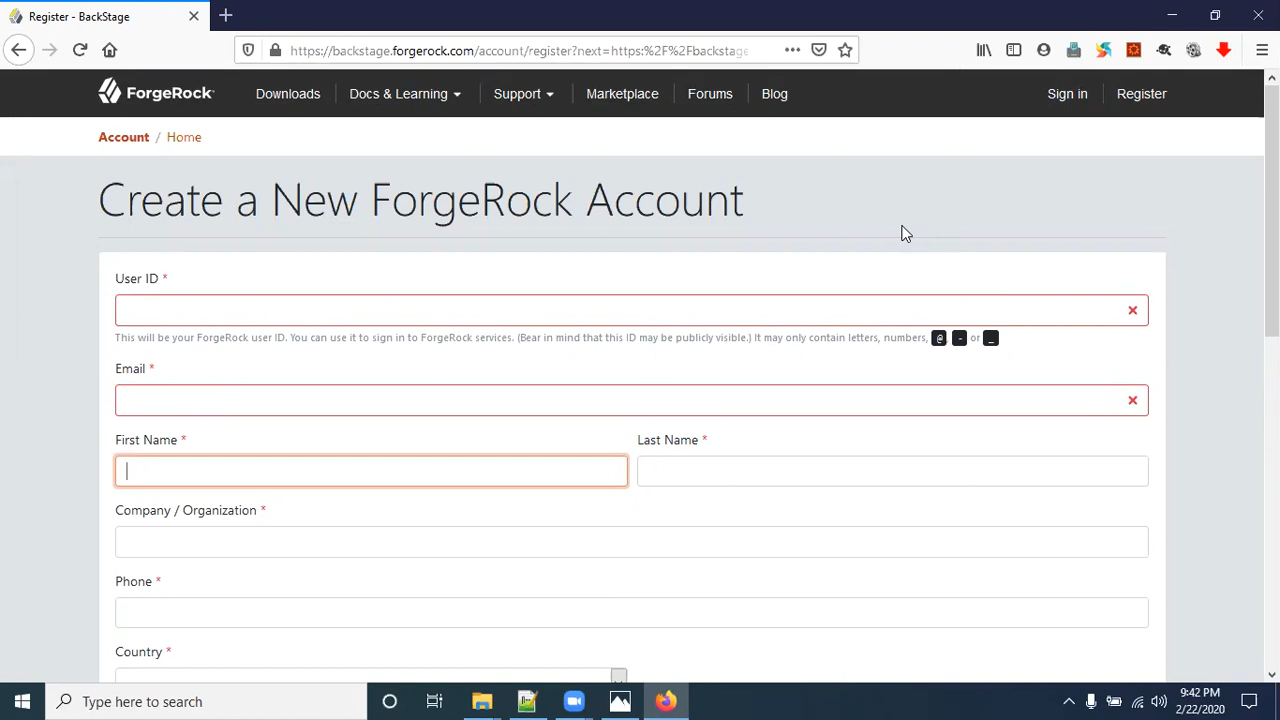 Register - BackStage
https://backstage.forgerock.com/account/register?next=https:%2F%2Fbackstage
ForgeRock
Downloads
Docs & Learning
Support
Marketplace
Forums
Blog
Sign in
Register
Account / Home
Create a New ForgeRock Account
User ID *
This will be your ForgeRock user ID. You can use it to sign in to ForgeRock services. (Bear in mind that this ID may be publicly visible.) It may only contain letters, numbers, @, - or _
Email *
First Name *
Last Name *
Company / Organization *
Phone *
Country *
Type here to search
9:42 PM
2/22/2020